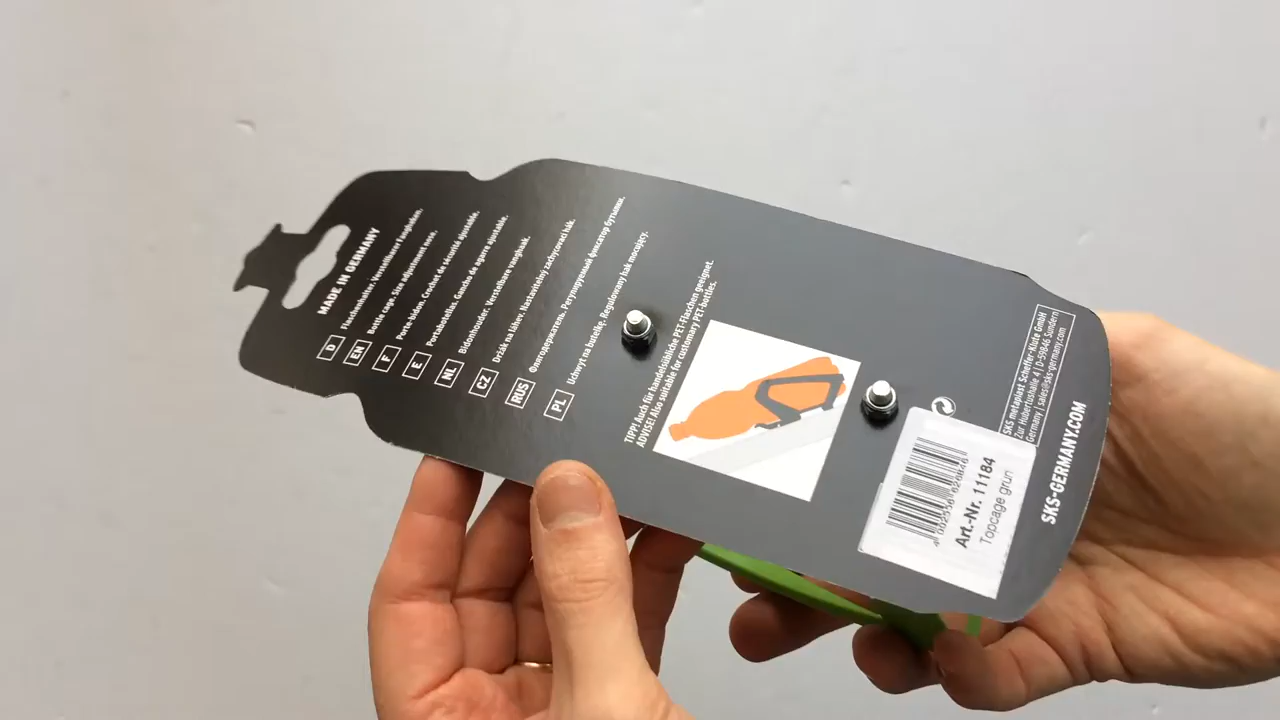 MADE IN GERMANY
D Flaschenhalter. Verstellbarer Fanghaken.
EN Bottle cage. Size adjustment nose.
F Porte-bidon. Crochet de sécurité ajustable.
E Portabotellas. Gancho de agarre ajustable.
NL Bidonhouder. Verstelbare vanghaak.
CZ Držák na láhev. Nastavitelný zachycovací hák.
RUS Флягодержатель. Регулируемый фиксатор бутылки.
PL Uchwyt na butelkę. Regulowany hak mocujący.
TIPP! Auch für handelsübliche PET-Flaschen geeignet.
ADVISE! Also suitable for customary PET-bottles.
SKS metaplast Scheffer-Klute GmbH
Zur Hubertushalle 4 | D-59846 Sundern
Germany | sales@sks-germany.com
Art.-Nr. 11184
Topcage grün
SKS-GERMANY.COM